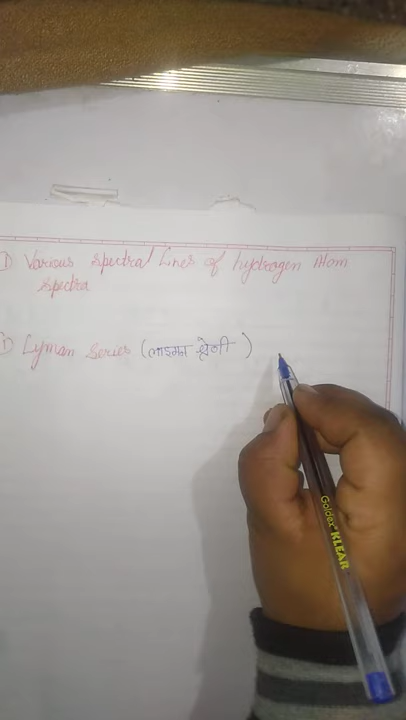 ① Various Spectral Lines of hydrogen Atom
Spectra
① Lyman Series (लाइमन श्रेणी)
Goldex KLEAR